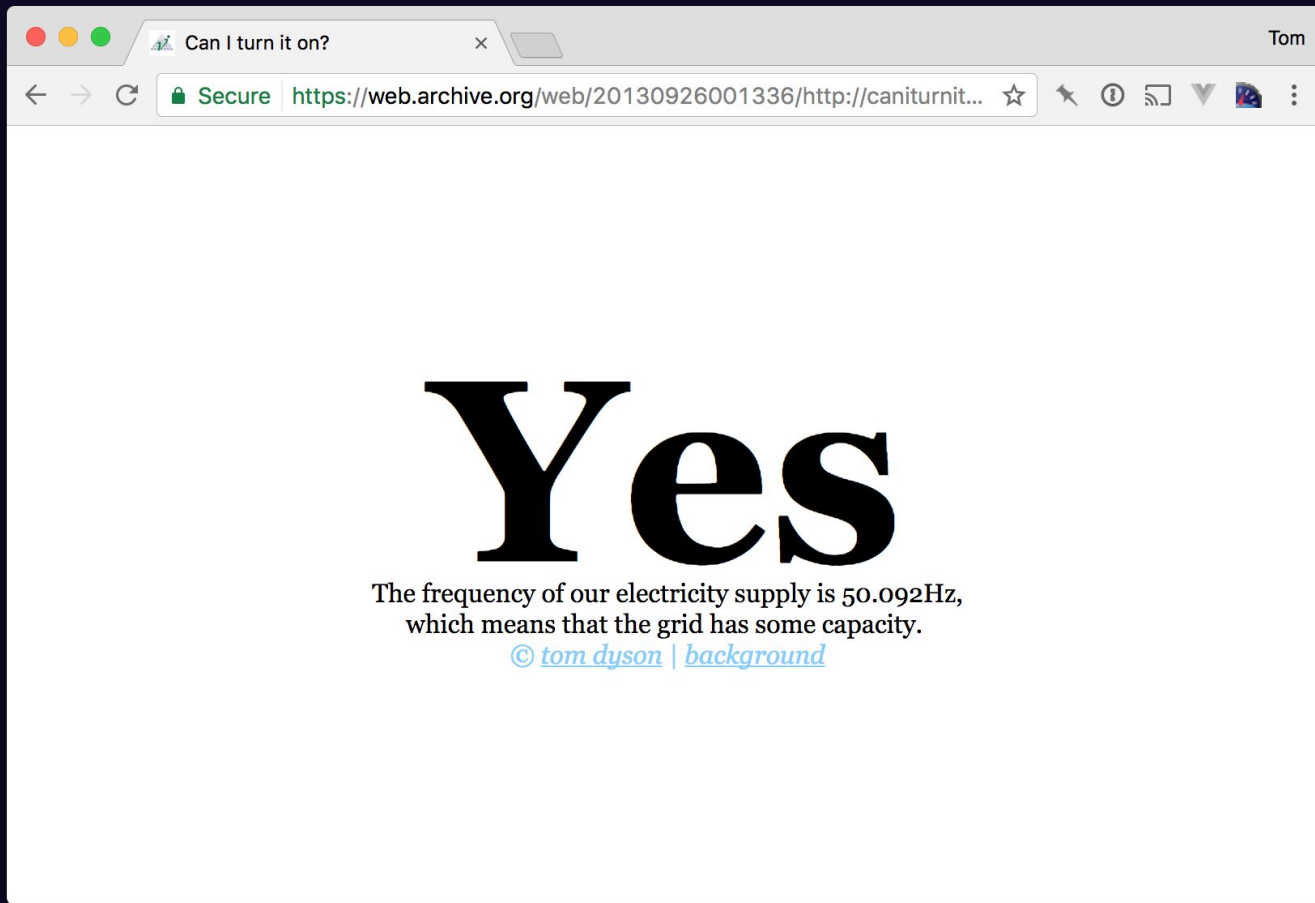 Can I turn it on?
Tom
Secure https://web.archive.org/web/20130926001336/http://caniturnit...
Yes
The frequency of our electricity supply is 50.092Hz,
which means that the grid has some capacity.
© tom dyson | background